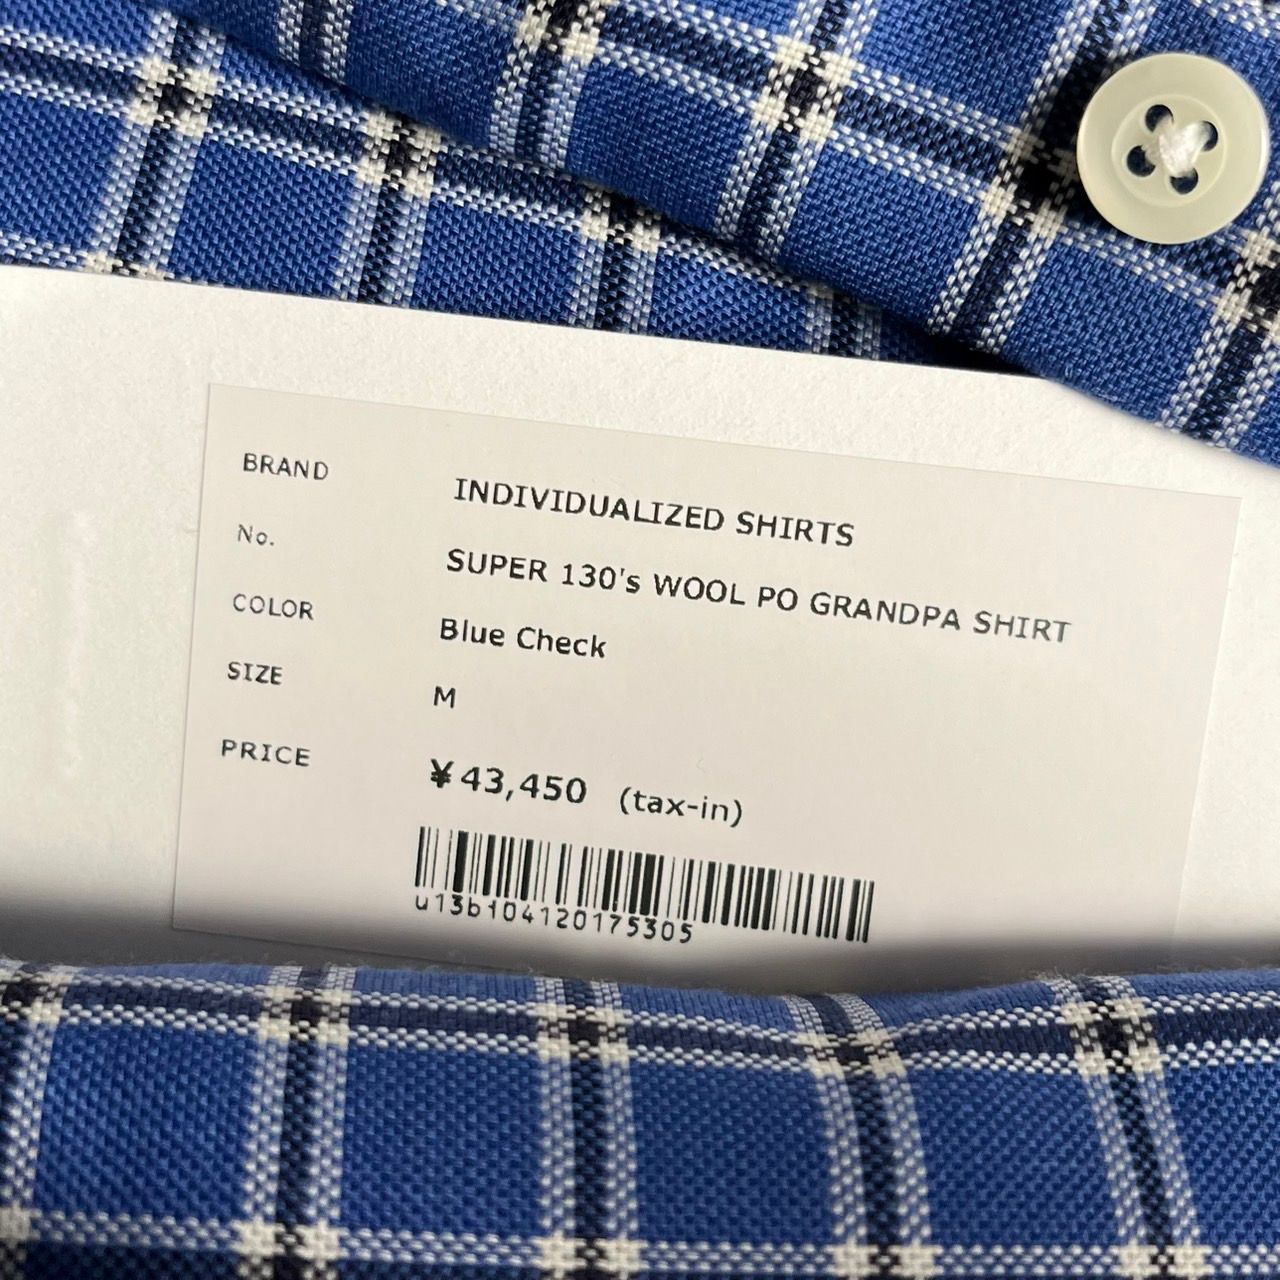 BRAND INDIVIDUALIZED SHIRTS
No. SUPER 130's WOOL PO GRANDPA SHIRT
COLOR Blue Check
SIZE M
PRICE ¥43,450 (tax-in)
u13b104120175305